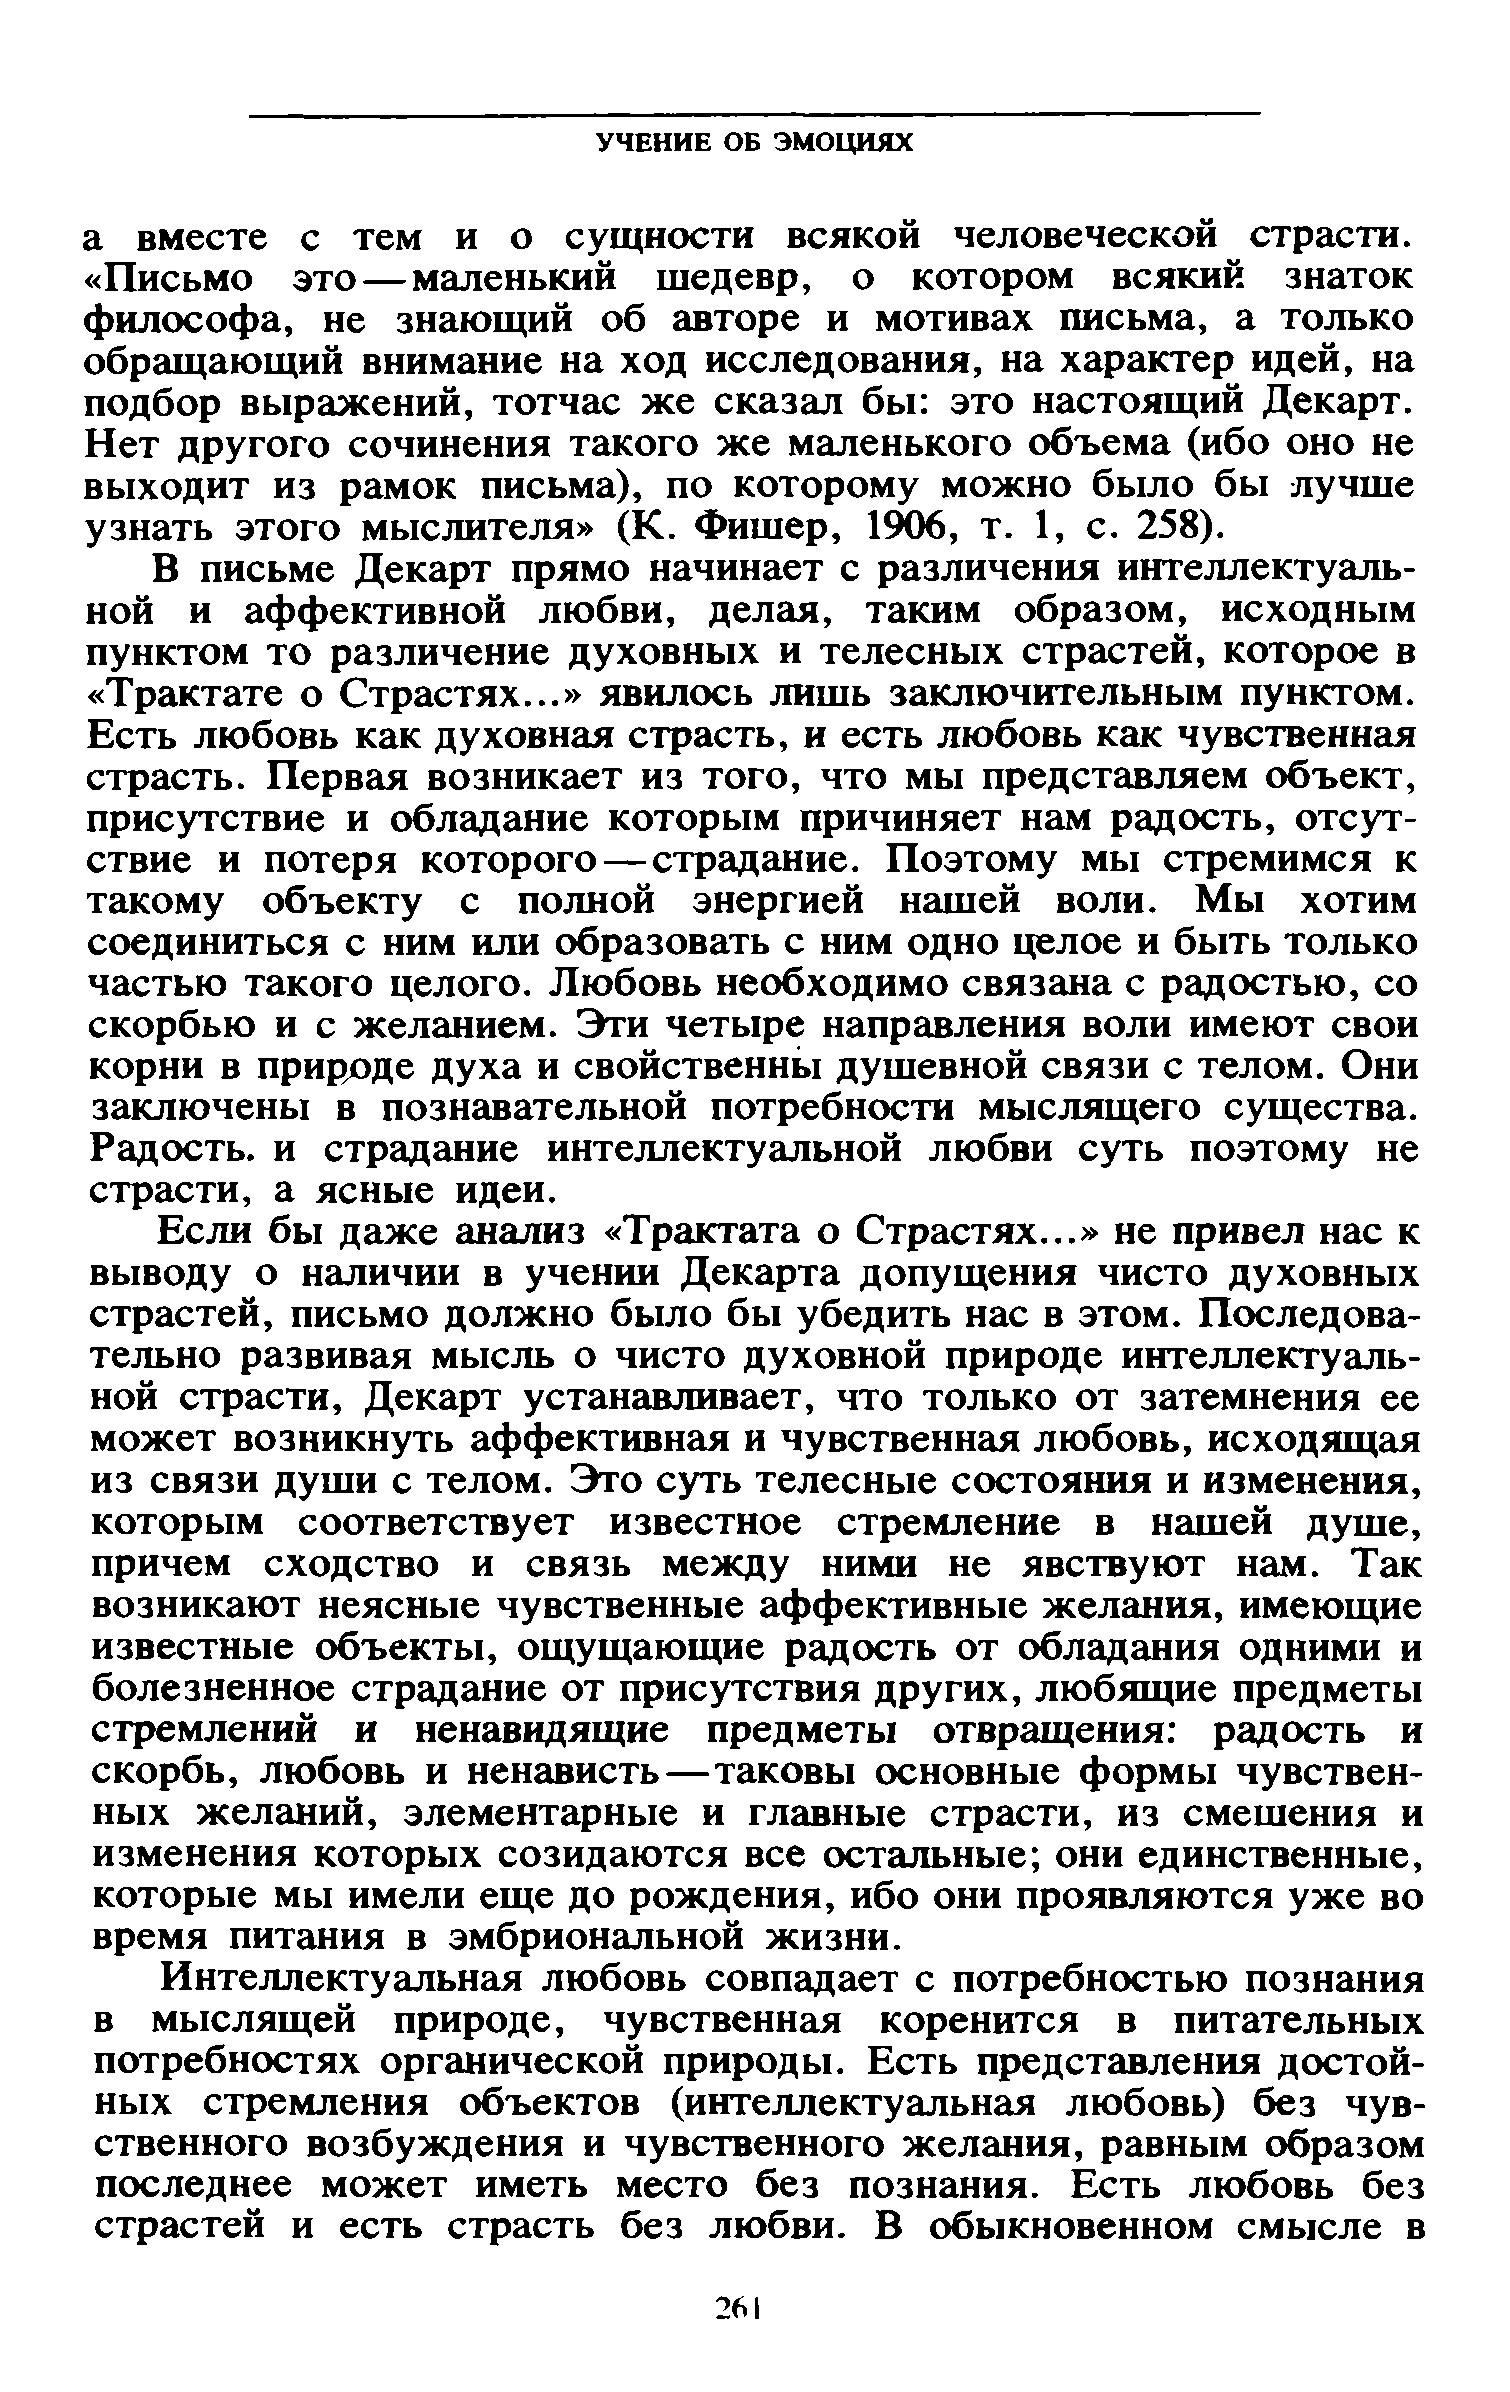 УЧЕНИЕ ОБ ЭМОЦИЯХ
а вместе с тем и о сущности всякой человеческой страсти.
«Письмо это—маленький шедевр, о котором всякий знаток
философа, не знающий об авторе и мотивах письма, а только
обращающий внимание на ход исследования, на характер идей, на
подбор выражений, тотчас же сказал бы: это настоящий Декарт.
Нет другого сочинения такого же маленького объема (ибо оно не
выходит из рамок письма), по которому можно было бы лучше
узнать этого мыслителя» (К. Фишер, 1906, т. 1, с. 258).
В письме Декарт прямо начинает с различения интеллектуаль-
ной и аффективной любви, делая, таким образом, исходным
пунктом то различение духовных и телесных страстей, которое в
«Трактате о Страстях...» явилось лишь заключительным пунктом.
Есть любовь как духовная страсть, и есть любовь как чувственная
страсть. Первая возникает из того, что мы представляем объект,
присутствие и обладание которым причиняет нам радость, отсут-
ствие и потеря которого—страдание. Поэтому мы стремимся к
такому объекту с полной энергией нашей воли. Мы хотим
соединиться с ним или образовать с ним одно целое и быть только
частью такого целого. Любовь необходимо связана с радостью, со
скорбью и с желанием. Эти четыре направления воли имеют свои
корни в природе духа и свойственны душевной связи с телом. Они
заключены в познавательной потребности мыслящего существа.
Радость. и страдание интеллектуальной любви суть поэтому не
страсти, а ясные идеи.
Если бы даже анализ «Трактата о Страстях...» не привел нас к
выводу о наличии в учении Декарта допущения чисто духовных
страстей, письмо должно было бы убедить нас в этом. Последова-
тельно развивая мысль о чисто духовной природе интеллектуаль-
ной страсти, Декарт устанавливает, что только от затемнения ее
может возникнуть аффективная и чувственная любовь, исходящая
из связи души с телом. Это суть телесные состояния и изменения,
которым соответствует известное стремление в нашей душе,
причем сходство и связь между ними не явствуют нам. Так
возникают неясные чувственные аффективные желания, имеющие
известные объекты, ощущающие радость от обладания одними и
болезненное страдание от присутствия других, любящие предметы
стремлений и ненавидящие предметы отвращения: радость и
скорбь, любовь и ненависть—таковы основные формы чувствен-
ных желаний, элементарные и главные страсти, из смешения и
изменения которых созидаются все остальные; они единственные,
которые мы имели еще до рождения, ибо они проявляются уже во
время питания в эмбриональной жизни.
Интеллектуальная любовь совпадает с потребностью познания
в мыслящей природе, чувственная коренится в питательных
потребностях органической природы. Есть представления достой-
ных стремления объектов (интеллектуальная любовь) без чув-
ственного возбуждения и чувственного желания, равным образом
последнее может иметь место без познания. Есть любовь без
страстей и есть страсть без любви. В обыкновенном смысле в
261